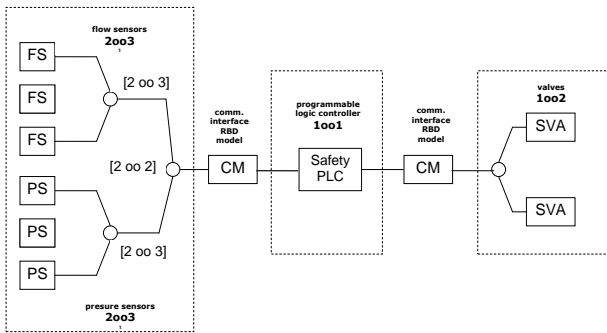 flow sensors
2oo3
1
FS
FS
FS
[2 oo 3]
[2 oo 2]
PS
PS
PS
[2 oo 3]
presure sensors
2oo3
1
comm.
interface
RBD
model
CM
programmable
logic controller
1oo1
Safety
PLC
comm.
interface
RBD
model
CM
valves
1oo2
SVA
SVA